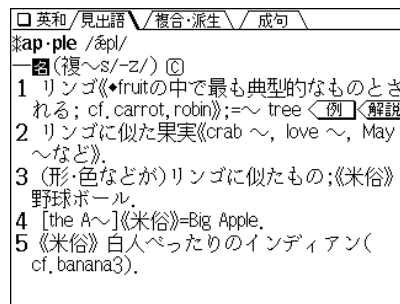 英和 見出語 複合・派生 成句
*ap·ple /ǽpl/
—名(複〜s/-z/) C
1 リンゴ《◆fruitの中で最も典型的なものとさ
れる; cf. carrot, robin》;=〜 tree 例 解説
2 リンゴに似た果実《crab 〜, love 〜, May
〜など》.
3 (形・色などが)リンゴに似たもの;《米俗》
野球ボール.
4 [the A〜]《米俗》=Big Apple.
5 《米俗》白人べったりのインディアン(
cf. banana3).